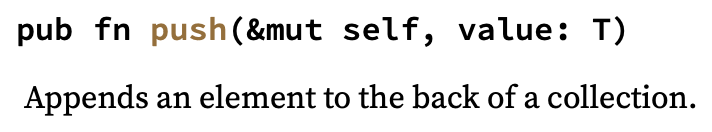 pub fn push(&mut self, value: T)
Appends an element to the back of a collection.